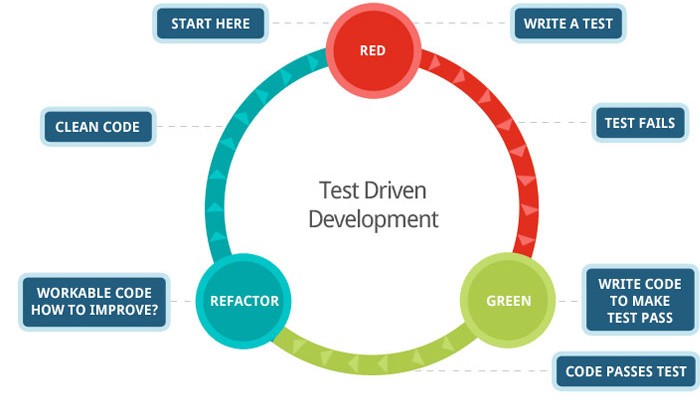 START HERE
RED
WRITE A TEST
CLEAN CODE
TEST FAILS
Test Driven
Development
WORKABLE CODE
HOW TO IMPROVE?
REFACTOR
GREEN
WRITE CODE
TO MAKE
TEST PASS
CODE PASSES TEST